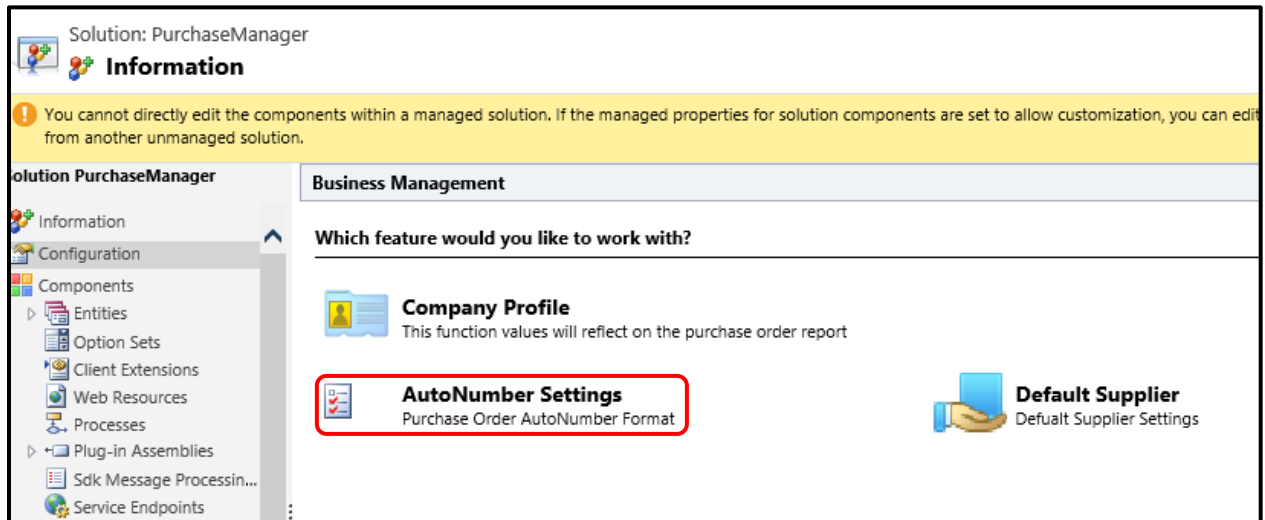 Solution: PurchaseManager
Information
You cannot directly edit the components within a managed solution. If the managed properties for solution components are set to allow customization, you can edit
from another unmanaged solution.
olution PurchaseManager
Information
Configuration
Components
Entities
Option Sets
Client Extensions
Web Resources
Processes
Plug-in Assemblies
Sdk Message Processin...
Service Endpoints
Business Management
Which feature would you like to work with?
Company Profile
This function values will reflect on the purchase order report
AutoNumber Settings
Purchase Order AutoNumber Format
Default Supplier
Defualt Supplier Settings